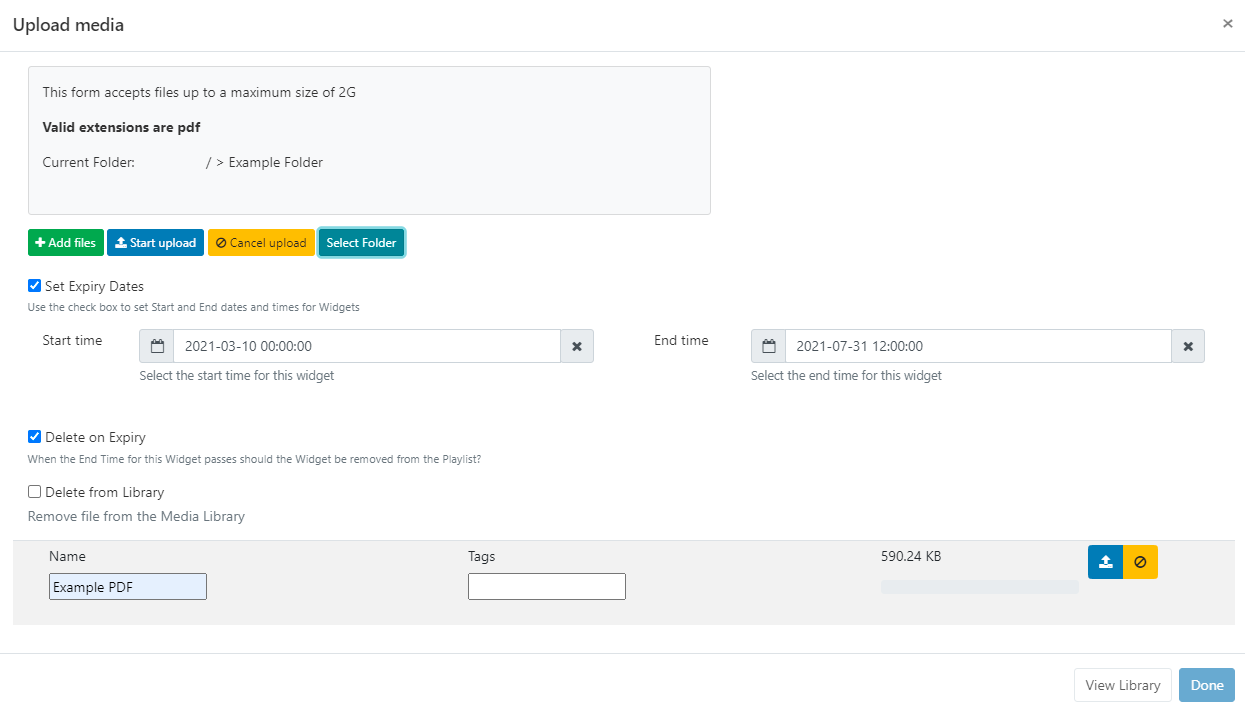 Upload media
This form accepts files up to a maximum size of 2G
Valid extensions are pdf
Current Folder: / > Example Folder
Add files Start upload Cancel upload Select Folder
Set Expiry Dates
Use the check box to set Start and End dates and times for Widgets
Start time 2021-03-10 00:00:00 End time 2021-07-31 12:00:00
Select the start time for this widget Select the end time for this widget
Delete on Expiry
When the End Time for this Widget passes should the Widget be removed from the Playlist?
Delete from Library
Remove file from the Media Library
Name Tags 590.24 KB
Example PDF
View Library Done